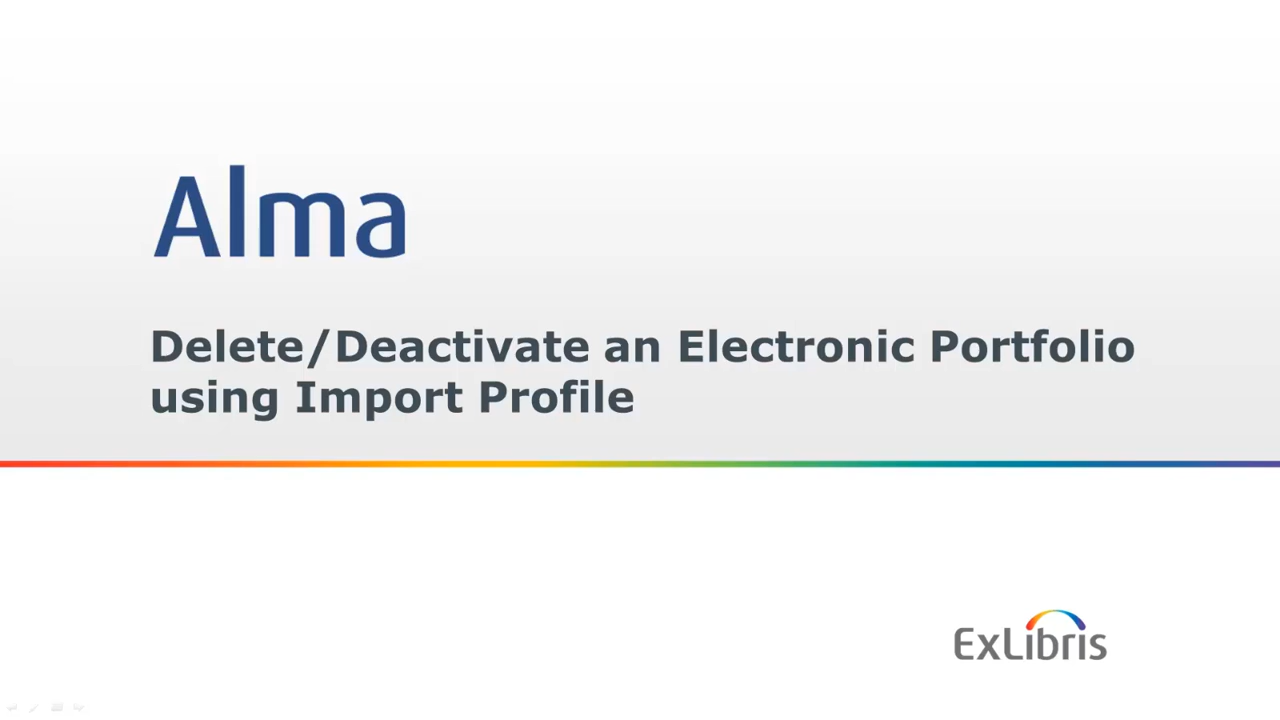 Alma
Delete/Deactivate an Electronic Portfolio
using Import Profile
ExLibris